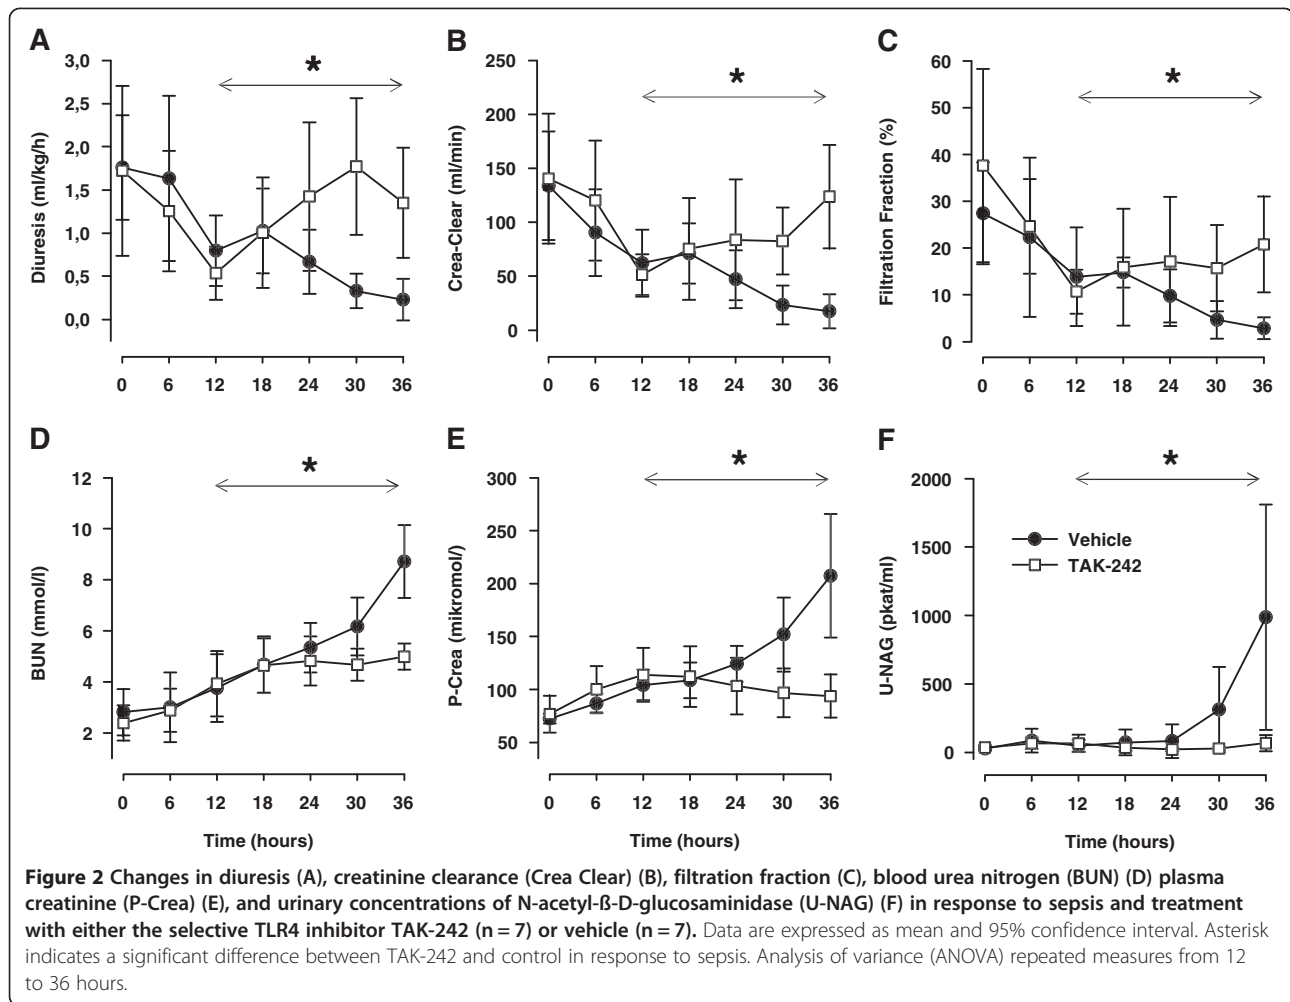 A
3,0
2,5
2,0
1,5
1,0
0,5
0,0
Diuresis (ml/kg/h)
*
0 6 12 18 24 30 36
B
250
200
150
100
50
0
Crea-Clear (ml/min)
*
0 6 12 18 24 30 36
C
60
50
40
30
20
10
0
Filtration Fraction (%)
*
0 6 12 18 24 30 36
D
12
10
8
6
4
2
BUN (mmol/l)
*
0 6 12 18 24 30 36
Time (hours)
E
300
250
200
150
100
50
P-Crea (mikromol/)
*
0 6 12 18 24 30 36
F
2000
1500
1000
500
0
U-NAG (pkat/ml)
*
Vehicle
TAK-242
0 6 12 18 24 30 36
Time (hours)
Figure 2 Changes in diuresis (A), creatinine clearance (Crea Clear) (B), filtration fraction (C), blood urea nitrogen (BUN) (D) plasma
creatinine (P-Crea) (E), and urinary concentrations of N-acetyl-ß-D-glucosaminidase (U-NAG) (F) in response to sepsis and treatment
with either the selective TLR4 inhibitor TAK-242 (n = 7) or vehicle (n = 7). Data are expressed as mean and 95% confidence interval. Asterisk
indicates a significant difference between TAK-242 and control in response to sepsis. Analysis of variance (ANOVA) repeated measures from 12
to 36 hours.